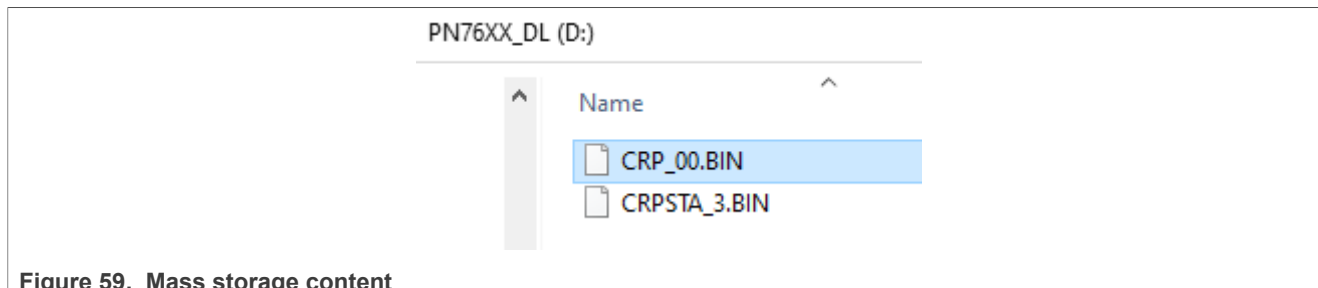 PN76XX_DL (D:)
Name
CRP_00.BIN
CRPSTA_3.BIN
Figure 59. Mass storage content